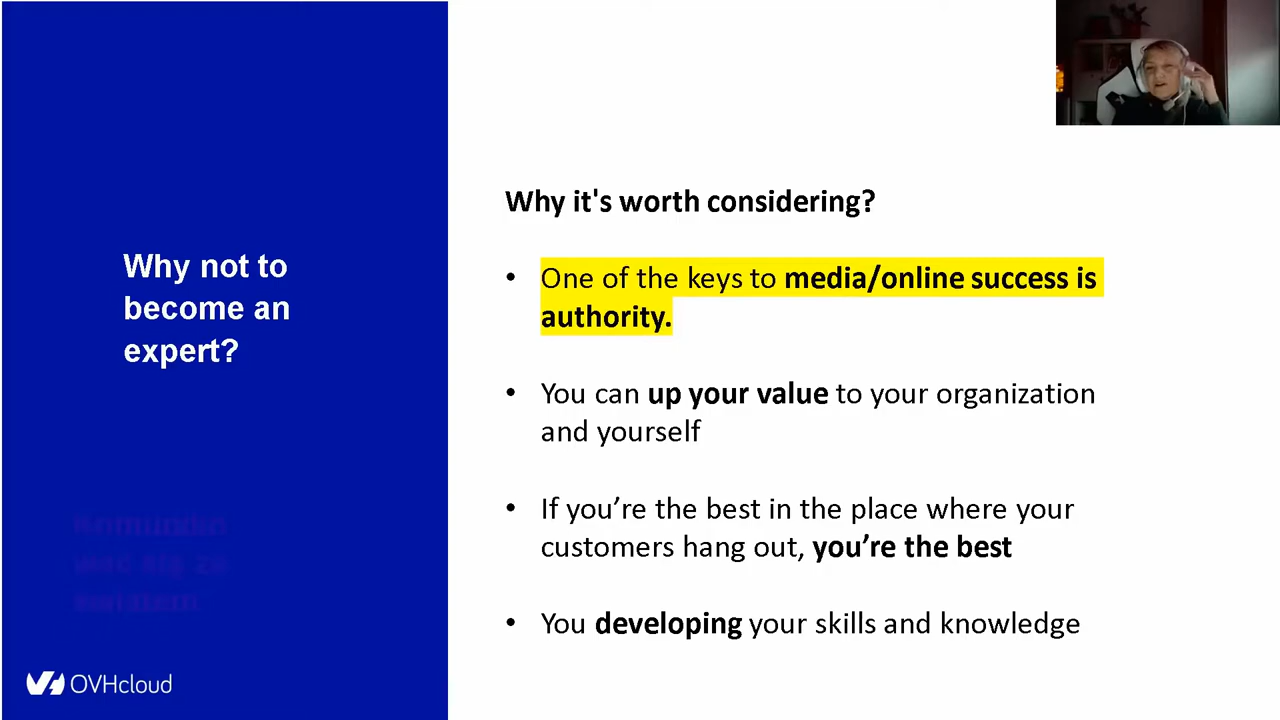 Why not to
become an
expert?
OVHcloud
Why it's worth considering?
• One of the keys to media/online success is
authority.
• You can up your value to your organization
and yourself
• If you’re the best in the place where your
customers hang out, you’re the best
• You developing your skills and knowledge